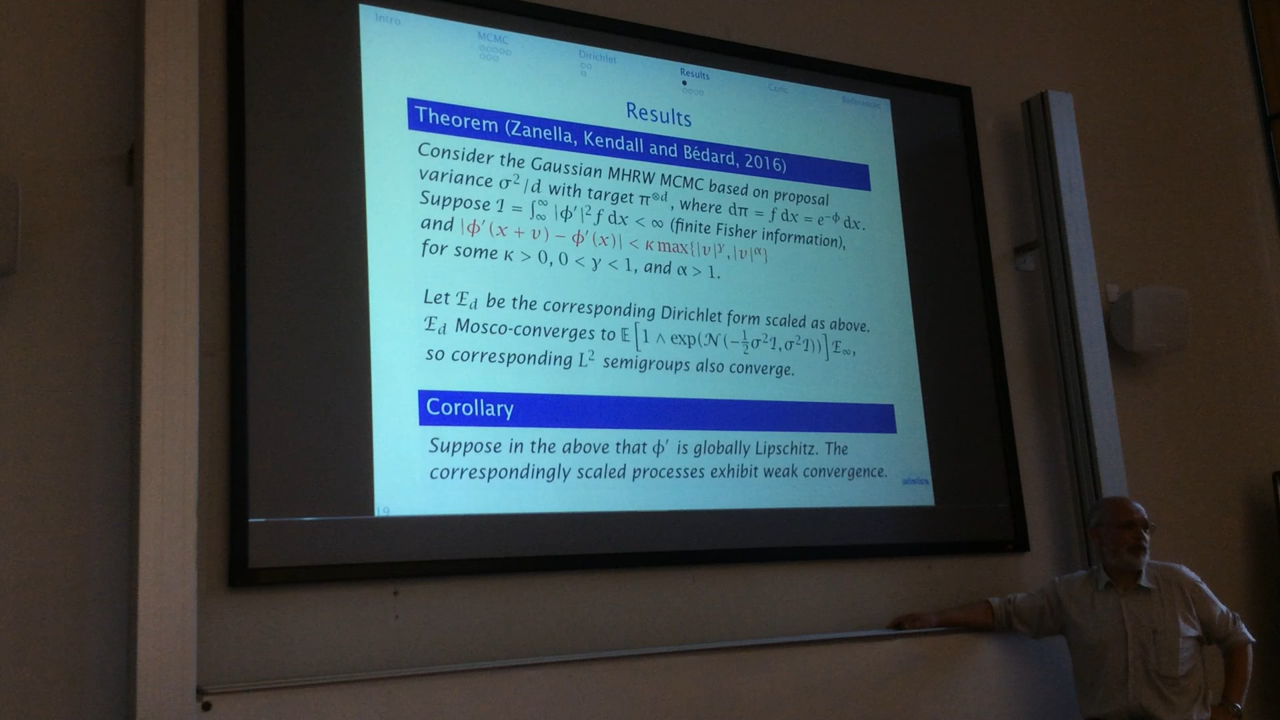 Intro
MCMC
Dirichlet
Results
Conc
References
Results
Theorem (Zanella, Kendall and Bédard, 2016)
Consider the Gaussian MHRW MCMC based on proposal
variance σ²/d with target π^{⊗d}, where dπ = f dx = e^{-ϕ} dx.
Suppose ℐ = ∫_∞^∞ |ϕ′|² f dx < ∞ (finite Fisher information),
and |ϕ′(x + v) − ϕ′(x)| < κ max{|v|^γ, |v|^α}
for some κ > 0, 0 < γ < 1, and α > 1.
Let ℰ_d be the corresponding Dirichlet form scaled as above.
ℰ_d Mosco-converges to 𝔼[1 ∧ exp(𝒩(−½σ²ℐ, σ²ℐ))] ℰ_∞,
so corresponding L² semigroups also converge.
Corollary
Suppose in the above that ϕ′ is globally Lipschitz. The
correspondingly scaled processes exhibit weak convergence.
19